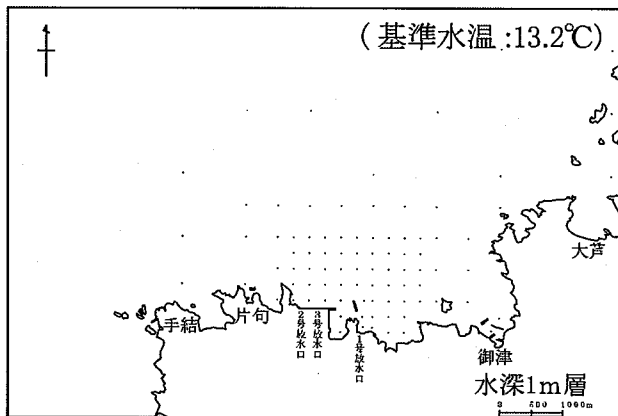 (基準水温:13.2℃)
大芦
手結
片句
2号放水口
3号放水口
1号放水口
御津
水深1m層
0 500 1000m